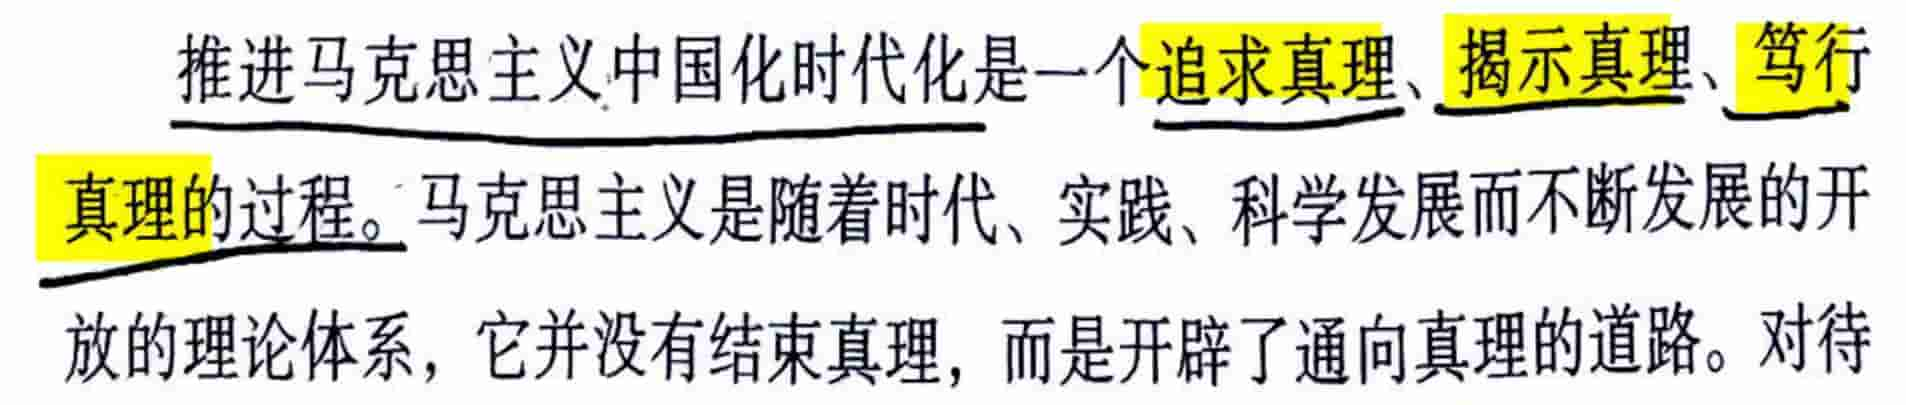 推进马克思主义中国化时代化是一个追求真理、揭示真理、笃行
真理的过程。马克思主义是随着时代、实践、科学发展而不断发展的开
放的理论体系，它并没有结束真理，而是开辟了通向真理的道路。对待